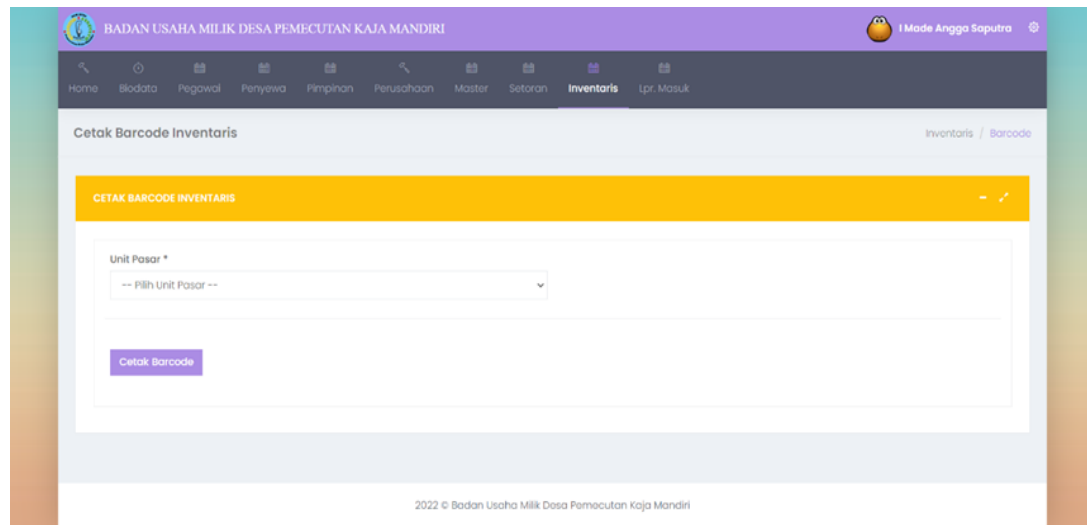 BADAN USAHA MILIK DESA PEMECUTAN KAJA MANDIRI
I Made Angga Saputra
Home Biodata Pegawai Penyewa Pimpinan Perusahaan Master Setoran Inventaris Lpr. Masuk
Cetak Barcode Inventaris
Inventaris / Barcode
CETAK BARCODE INVENTARIS
Unit Pasar *
-- Pilih Unit Pasar --
Cetak Barcode
2022 © Badan Usaha Milik Desa Pemecutan Kaja Mandiri